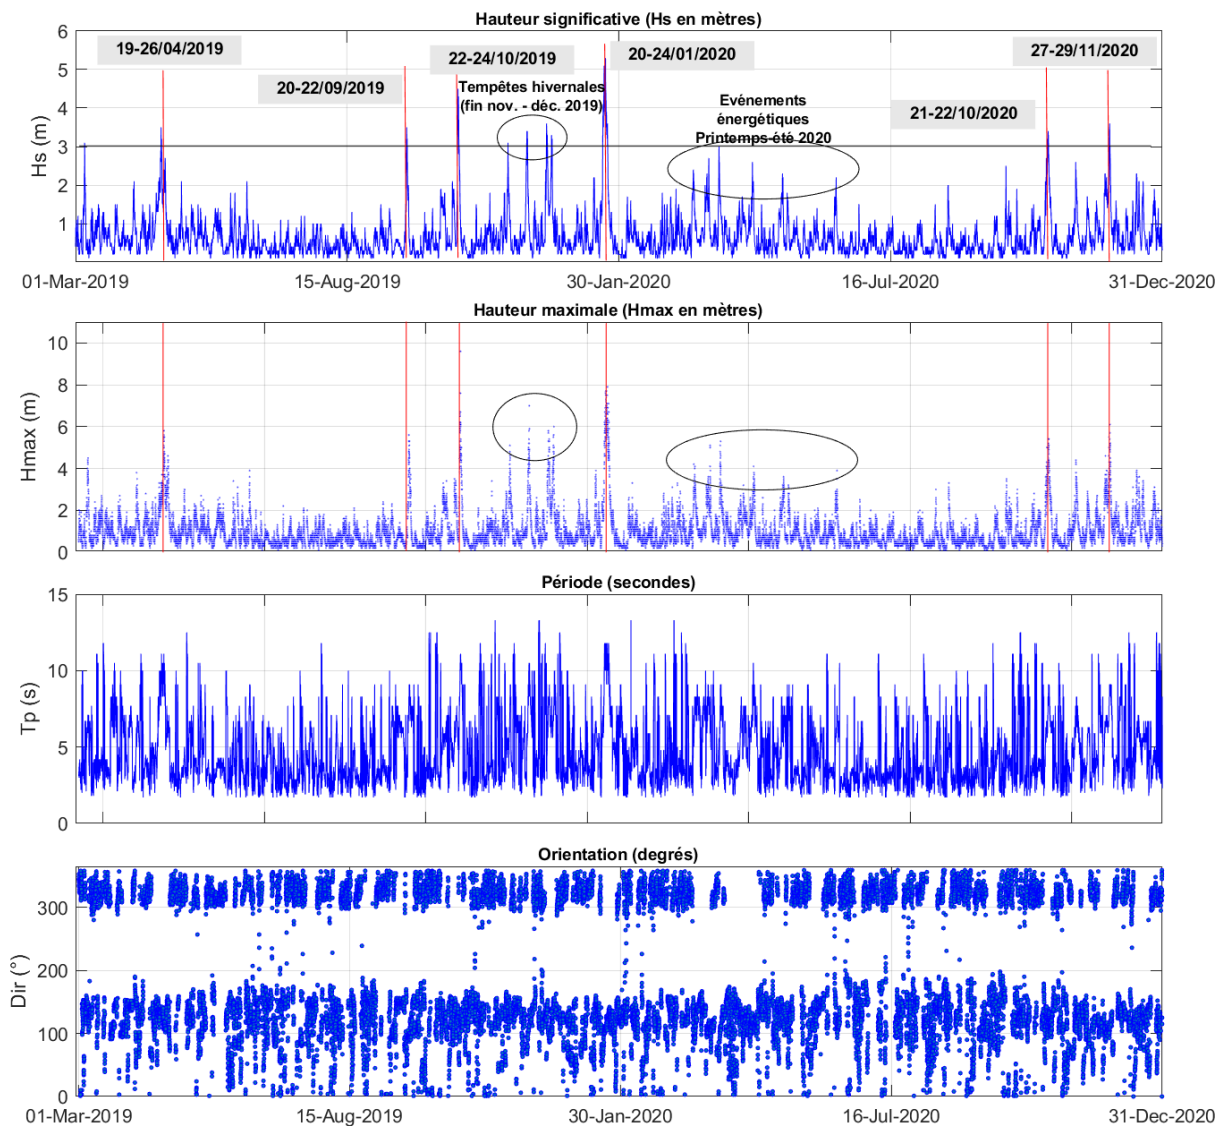 Hauteur significative (Hs en mètres)
6
5
4
3
2
1
Hs (m)
19-26/04/2019
20-22/09/2019
22-24/10/2019
20-24/01/2020
21-22/10/2020
27-29/11/2020
Tempêtes hivernales
(fin nov. - déc. 2019)
Evénements
énergétiques
Printemps-été 2020
01-Mar-2019
15-Aug-2019
30-Jan-2020
16-Jul-2020
31-Dec-2020
Hauteur maximale (Hmax en mètres)
10
8
6
4
2
0
Hmax (m)
Période (secondes)
15
10
5
0
Tp (s)
Orientation (degrés)
300
200
100
0
Dir (°)
01-Mar-2019
15-Aug-2019
30-Jan-2020
16-Jul-2020
31-Dec-2020